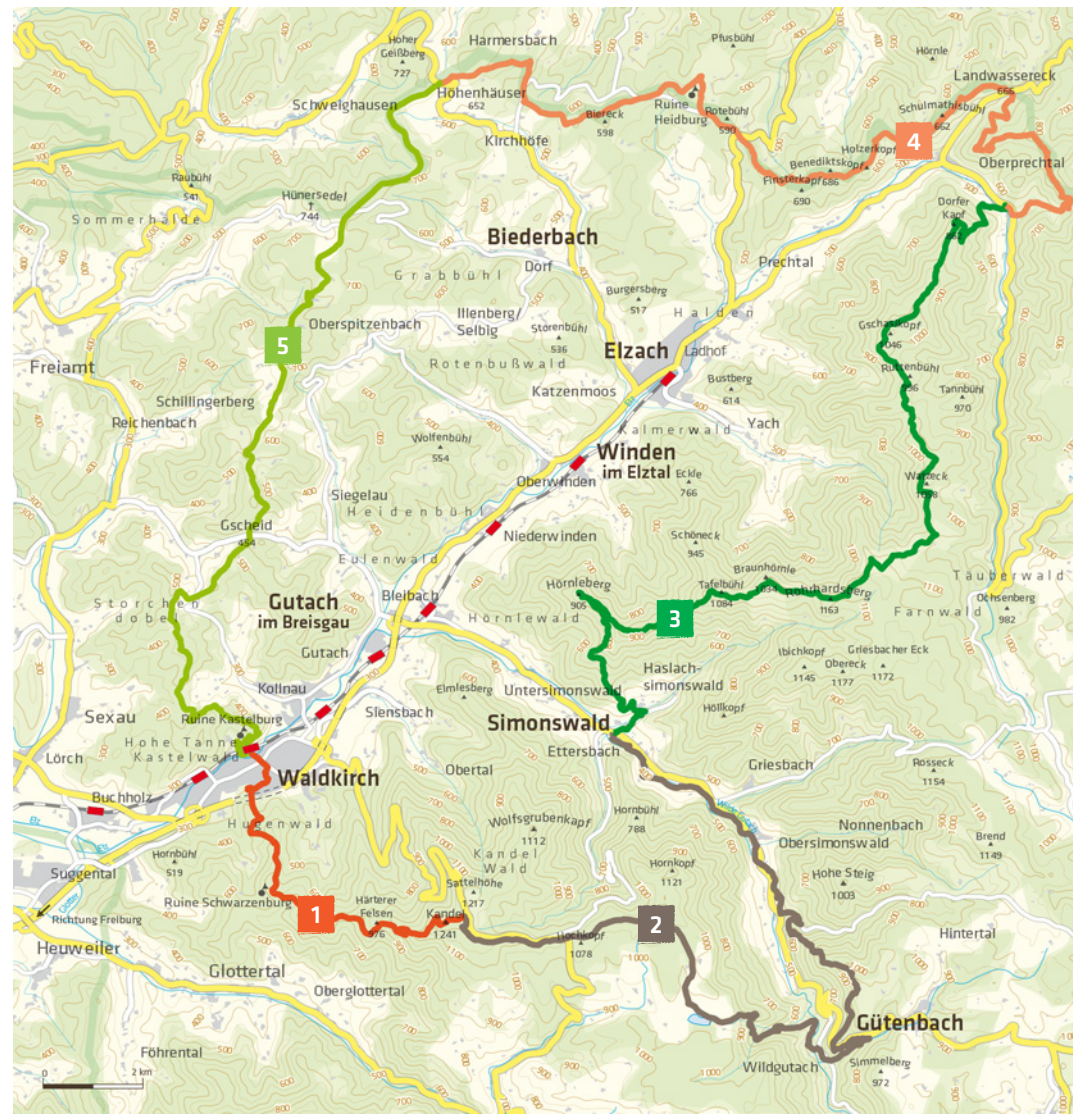 Hoher
Geißberg
727
Harmersbach
Pfusbühl
Hörnle
Landwassereck
666
Schweighausen
Höhenhäuser
652
Biereck
598
Ruine
Heidburg
Rotebühl
590
Schulmathisbühl
662
4
Kirchhöfe
Holzerkopf
Benediktskopf
686
Finsterkapf
690
Oberprechtal
Raubühl
541
Hünersedel
744
Sommerhalde
Dorfer
Kapf
Biederbach
Dorf
Prechtal
Grabbühl
Burgersberg
517
Illenberg/
Selbig
Halden
Oberspitzenbach
Storenbühl
536
Gschasikopf
1046
5
Elzach
Ladhof
Freiamt
Rotenbußwald
Tannbühl
970
Katzenmoos
Bustberg
614
Schillingerberg
Reichenbach
Kalmerwald
Yach
Wolfenbühl
554
Winden
im Elztal
Eckle
766
Oberwinden
Siegelau
Heidenbühl
Gscheid
454
Niederwinden
Schöneck
945
Eulenwald
Braunhörnle
1034
Tauberwald
Hörnleberg
905
Tafelbühl
1084
Rohrhardsberg
1163
Ochsenberg
982
Bleibach
Storchen
dobel
Gutach
im Breisgau
Hörnlewald
3
Farnwald
Gutach
Ibichkopf
1145
Obereck
1177
Griesbacher Eck
1172
Haslach-
simonswald
Kollnau
Elmlesberg
Untersimonswald
Siensbach
Höllkopf
Sexau
Ruine Kastelburg
Simonswald
Hohe Tanne
Kastelwald
Ettersbach
Lörch
Waldkirch
Obertal
Griesbach
Rosseck
1154
Buchholz
Hugenwald
Hornbühl
788
Wolfsgrubenkapf
1112
Nonnenbach
Obersimonswald
Brend
1149
Hornbühl
519
Kandel
Wald
Hornkopf
1121
Hohe Steig
1003
Suggental
Sattelhöhe
1217
Ruine Schwarzenburg
1
Härterer
Felsen
976
Kandel
1241
2
Richtung Freiburg
Hochkopf
1078
Hintertal
Heuweiler
Glottertal
Oberglottertal
Gütenbach
Föhrental
Wildgutach
Simmelberg
972
0
2 km